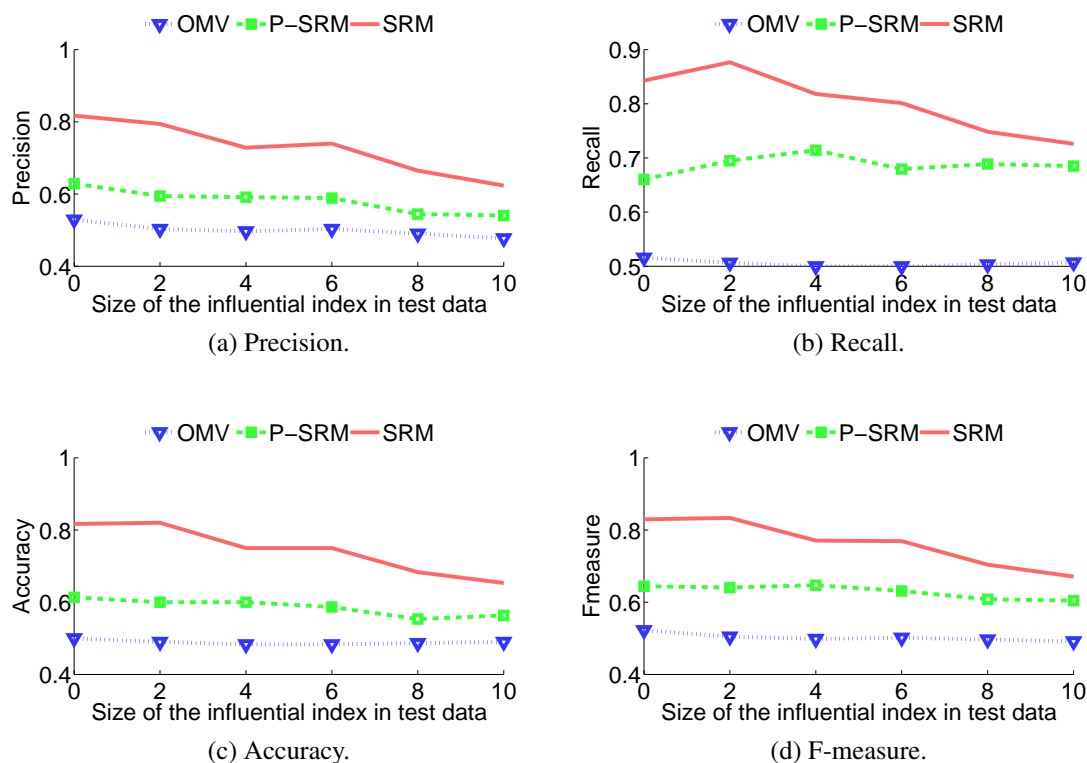 OMV P-SRM SRM
1
0.8
0.6
0.4
Precision
0 2 4 6 8 10
Size of the influential index in test data
(a) Precision.
OMV P-SRM SRM
0.9
0.8
0.7
0.6
0.5
Recall
0 2 4 6 8 10
Size of the influential index in test data
(b) Recall.
OMV P-SRM SRM
1
0.8
0.6
0.4
Accuracy
0 2 4 6 8 10
Size of the influential index in test data
(c) Accuracy.
OMV P-SRM SRM
1
0.8
0.6
0.4
Fmeasure
0 2 4 6 8 10
Size of the influential index in test data
(d) F-measure.